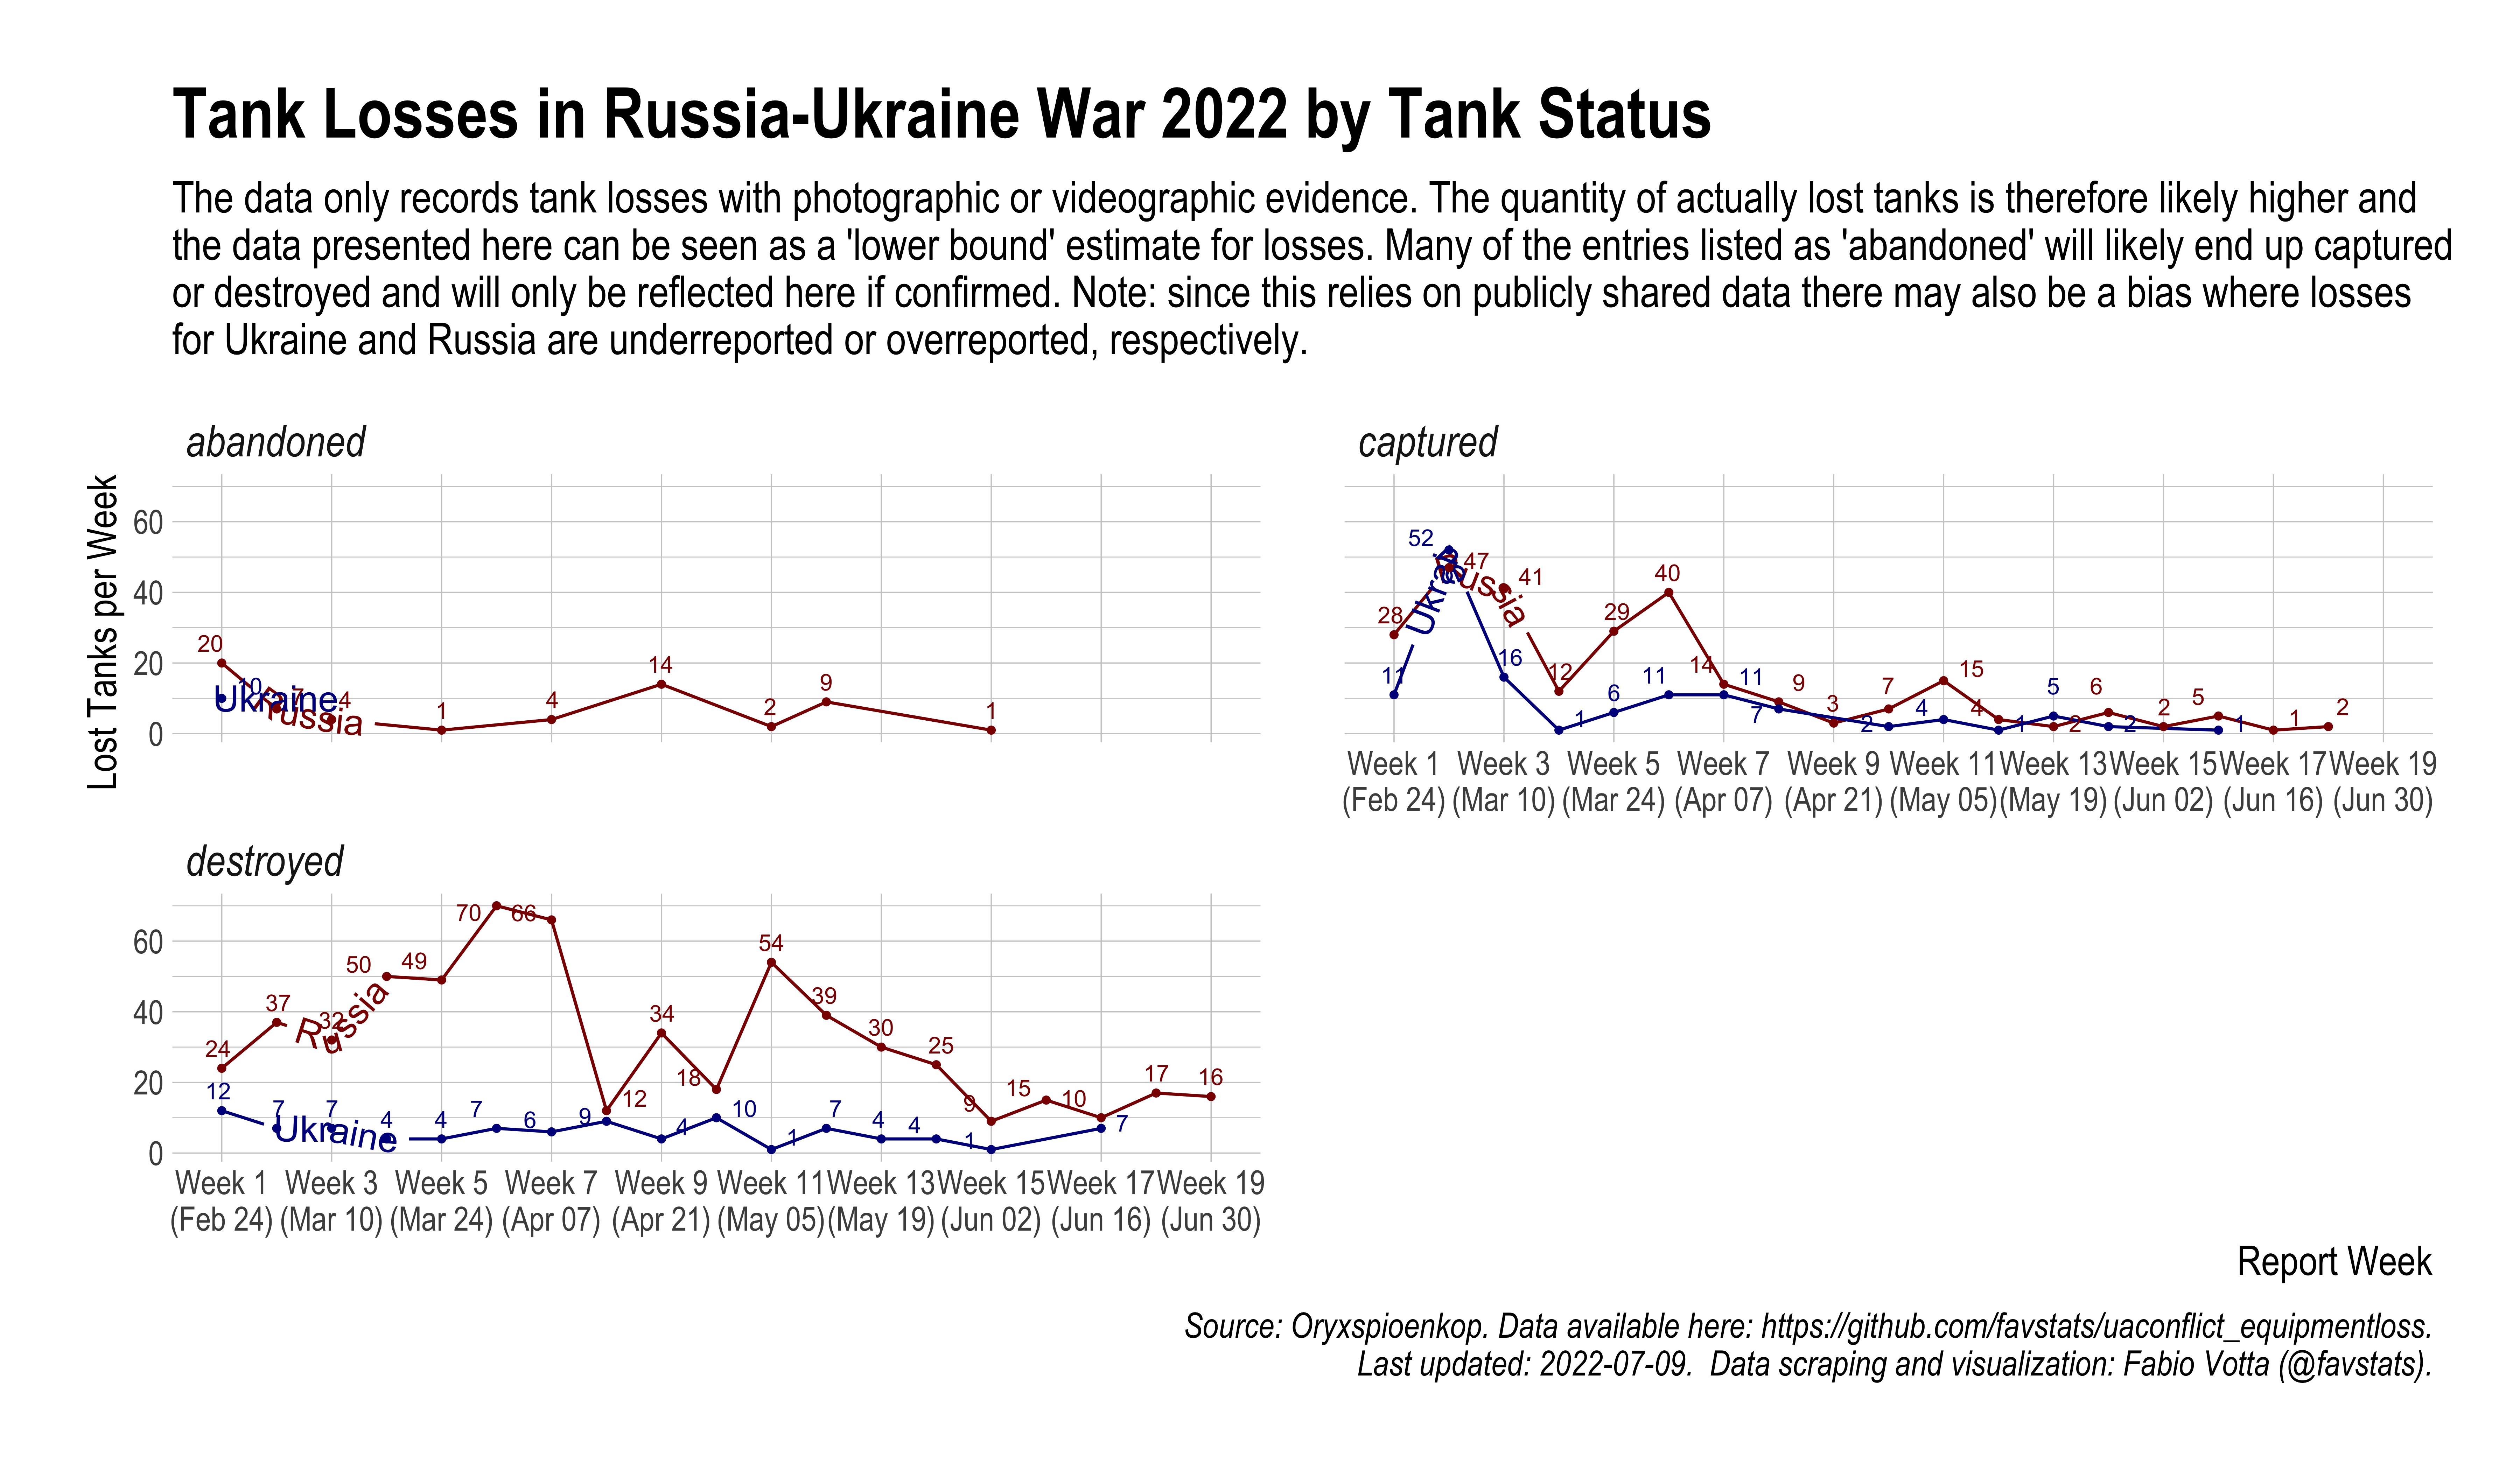 Tank Losses in Russia-Ukraine War 2022 by Tank Status
The data only records tank losses with photographic or videographic evidence. The quantity of actually lost tanks is therefore likely higher and
the data presented here can be seen as a 'lower bound' estimate for losses. Many of the entries listed as 'abandoned' will likely end up captured
or destroyed and will only be reflected here if confirmed. Note: since this relies on publicly shared data there may also be a bias where losses
for Ukraine and Russia are underreported or overreported, respectively.
Lost Tanks per Week
abandoned
60
40
20
0
20 7 4 1 4 14 2 9 1
Russia
10
Ukraine
captured
28 47 41 12 29 40 14 9 3 7 15 4 2 6 2 5 1 2
Russia
11 52 16 1 6 11 11 7 2 4 1 5 2 1
Week 1 Week 3 Week 5 Week 7 Week 9 Week 11 Week 13 Week 15 Week 17 Week 19
(Feb 24) (Mar 10) (Mar 24) (Apr 07) (Apr 21) (May 05) (May 19) (Jun 02) (Jun 16) (Jun 30)
destroyed
60
40
20
0
24 37 32 50 49 70 66 12 34 18 54 39 30 25 9 15 10 17 16
Russia
12 7 7 4 4 7 6 9 4 10 1 7 4 4 1 7
Ukraine
Week 1 Week 3 Week 5 Week 7 Week 9 Week 11 Week 13 Week 15 Week 17 Week 19
(Feb 24) (Mar 10) (Mar 24) (Apr 07) (Apr 21) (May 05) (May 19) (Jun 02) (Jun 16) (Jun 30)
Report Week
Source: Oryxspioenkop. Data available here: https://github.com/favstats/uaconflict_equipmentloss.
Last updated: 2022-07-09. Data scraping and visualization: Fabio Votta (@favstats).